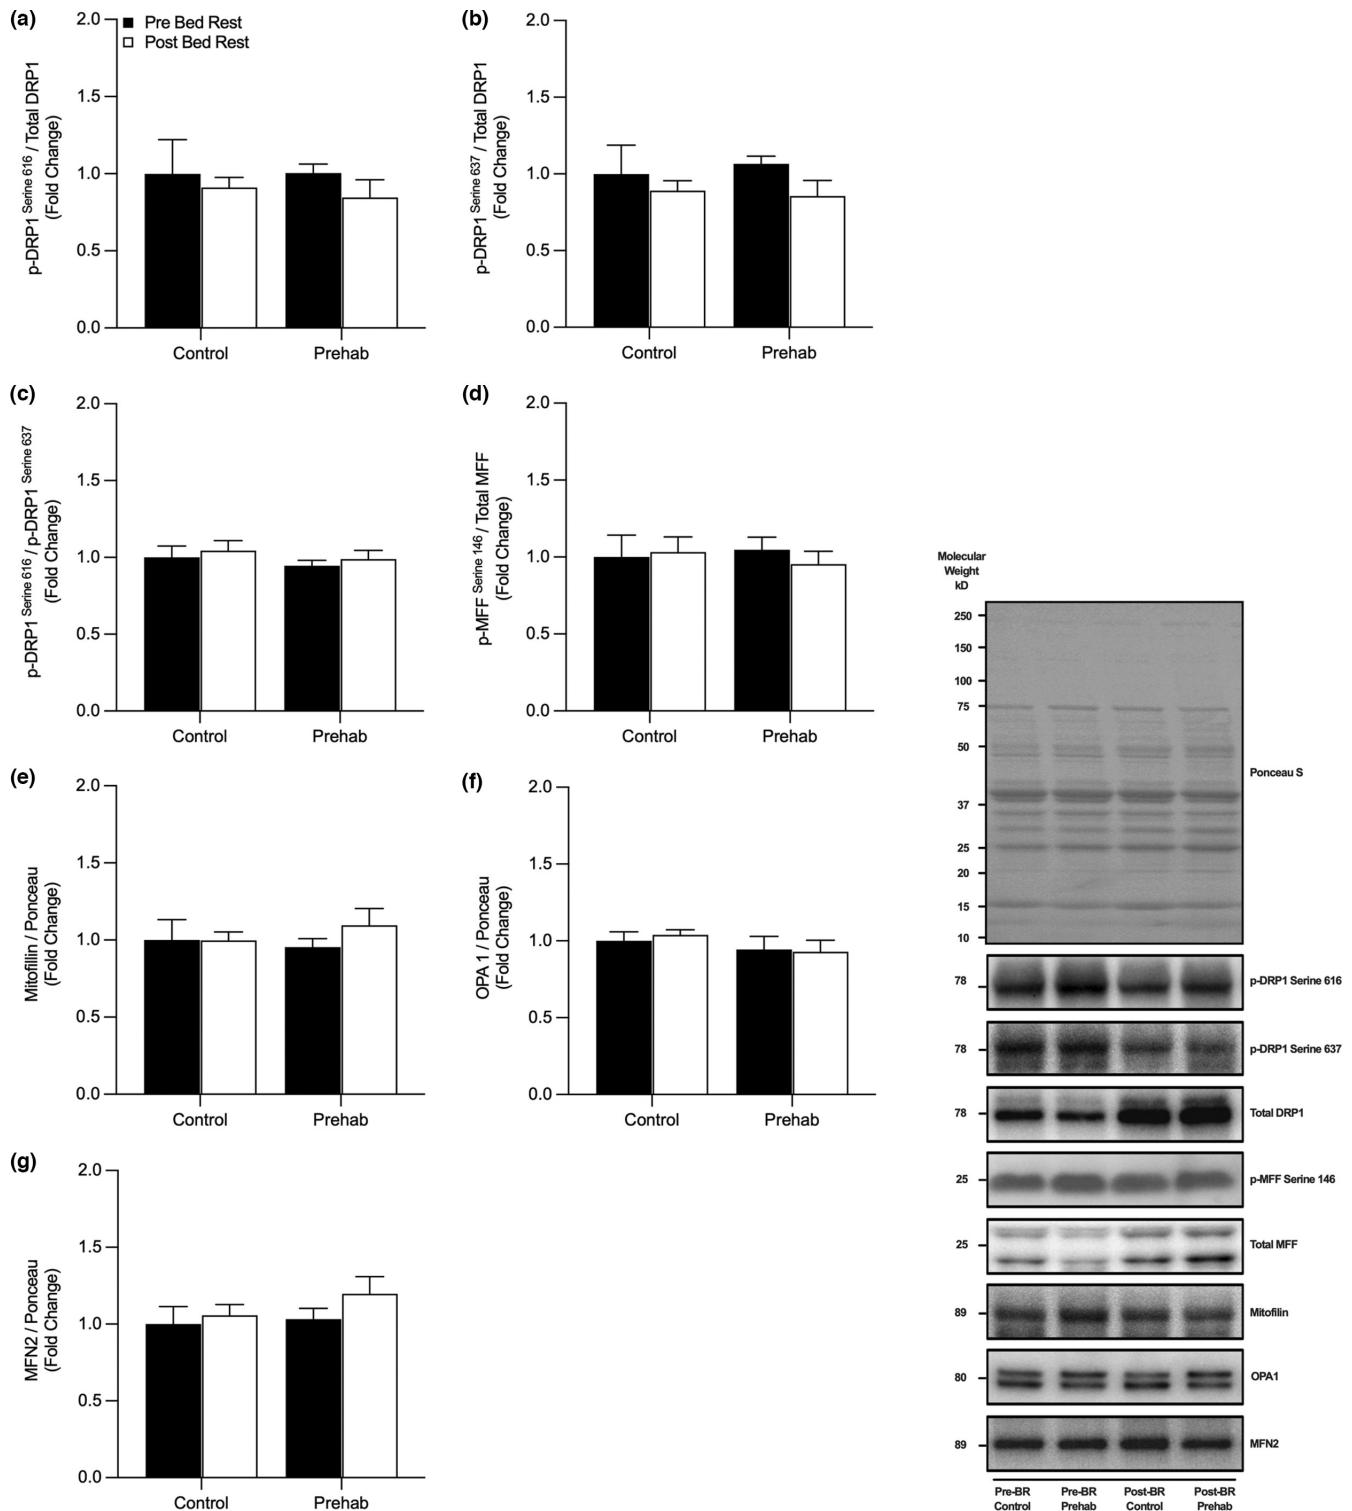 (a)
2.0
1.5
1.0
0.5
0.0
p-DRP1 Serine 616 / Total DRP1
(Fold Change)
Pre Bed Rest
Post Bed Rest
Control Prehab
(b)
2.0
1.5
1.0
0.5
0.0
p-DRP1 Serine 637 / Total DRP1
(Fold Change)
Control Prehab
(c)
2.0
1.5
1.0
0.5
0.0
p-DRP1 Serine 616 / p-DRP1 Serine 637
(Fold Change)
Control Prehab
(d)
2.0
1.5
1.0
0.5
0.0
p-MFF Serine 146 / Total MFF
(Fold Change)
Control Prehab
(e)
2.0
1.5
1.0
0.5
0.0
Mitofillin / Ponceau
(Fold Change)
Control Prehab
(f)
2.0
1.5
1.0
0.5
0.0
OPA1 / Ponceau
(Fold Change)
Control Prehab
(g)
2.0
1.5
1.0
0.5
0.0
MFN2 / Ponceau
(Fold Change)
Control Prehab
Molecular
Weight
kD
250
150
100
75
50
Ponceau S
37
25
20
15
10
78 p-DRP1 Serine 616
78 p-DRP1 Serine 637
78 Total DRP1
25 p-MFF Serine 146
25 Total MFF
89 Mitofilin
80 OPA1
89 MFN2
Pre-BR Pre-BR Post-BR Post-BR
Control Prehab Control Prehab